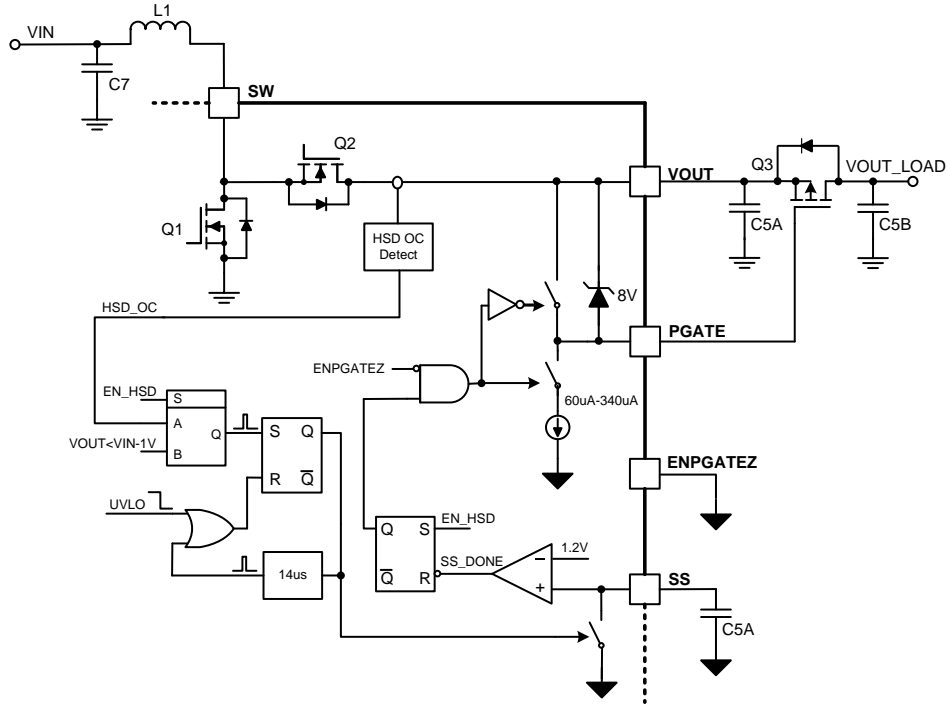 L1
VIN
C7
SW
Q2
Q3
VOUT
VOUT_LOAD
C5A
C5B
Q1
HSD OC
Detect
8V
HSD_OC
PGATE
ENPGATEZ
EN_HSD
S
60uA-340uA
A
Q
S
Q
VOUT<VIN-1V
B
R
Q
ENPGATEZ
UVLO
Q
S
EN_HSD
1.2V
SS_DONE
−
14us
Q
R
+
SS
C5A